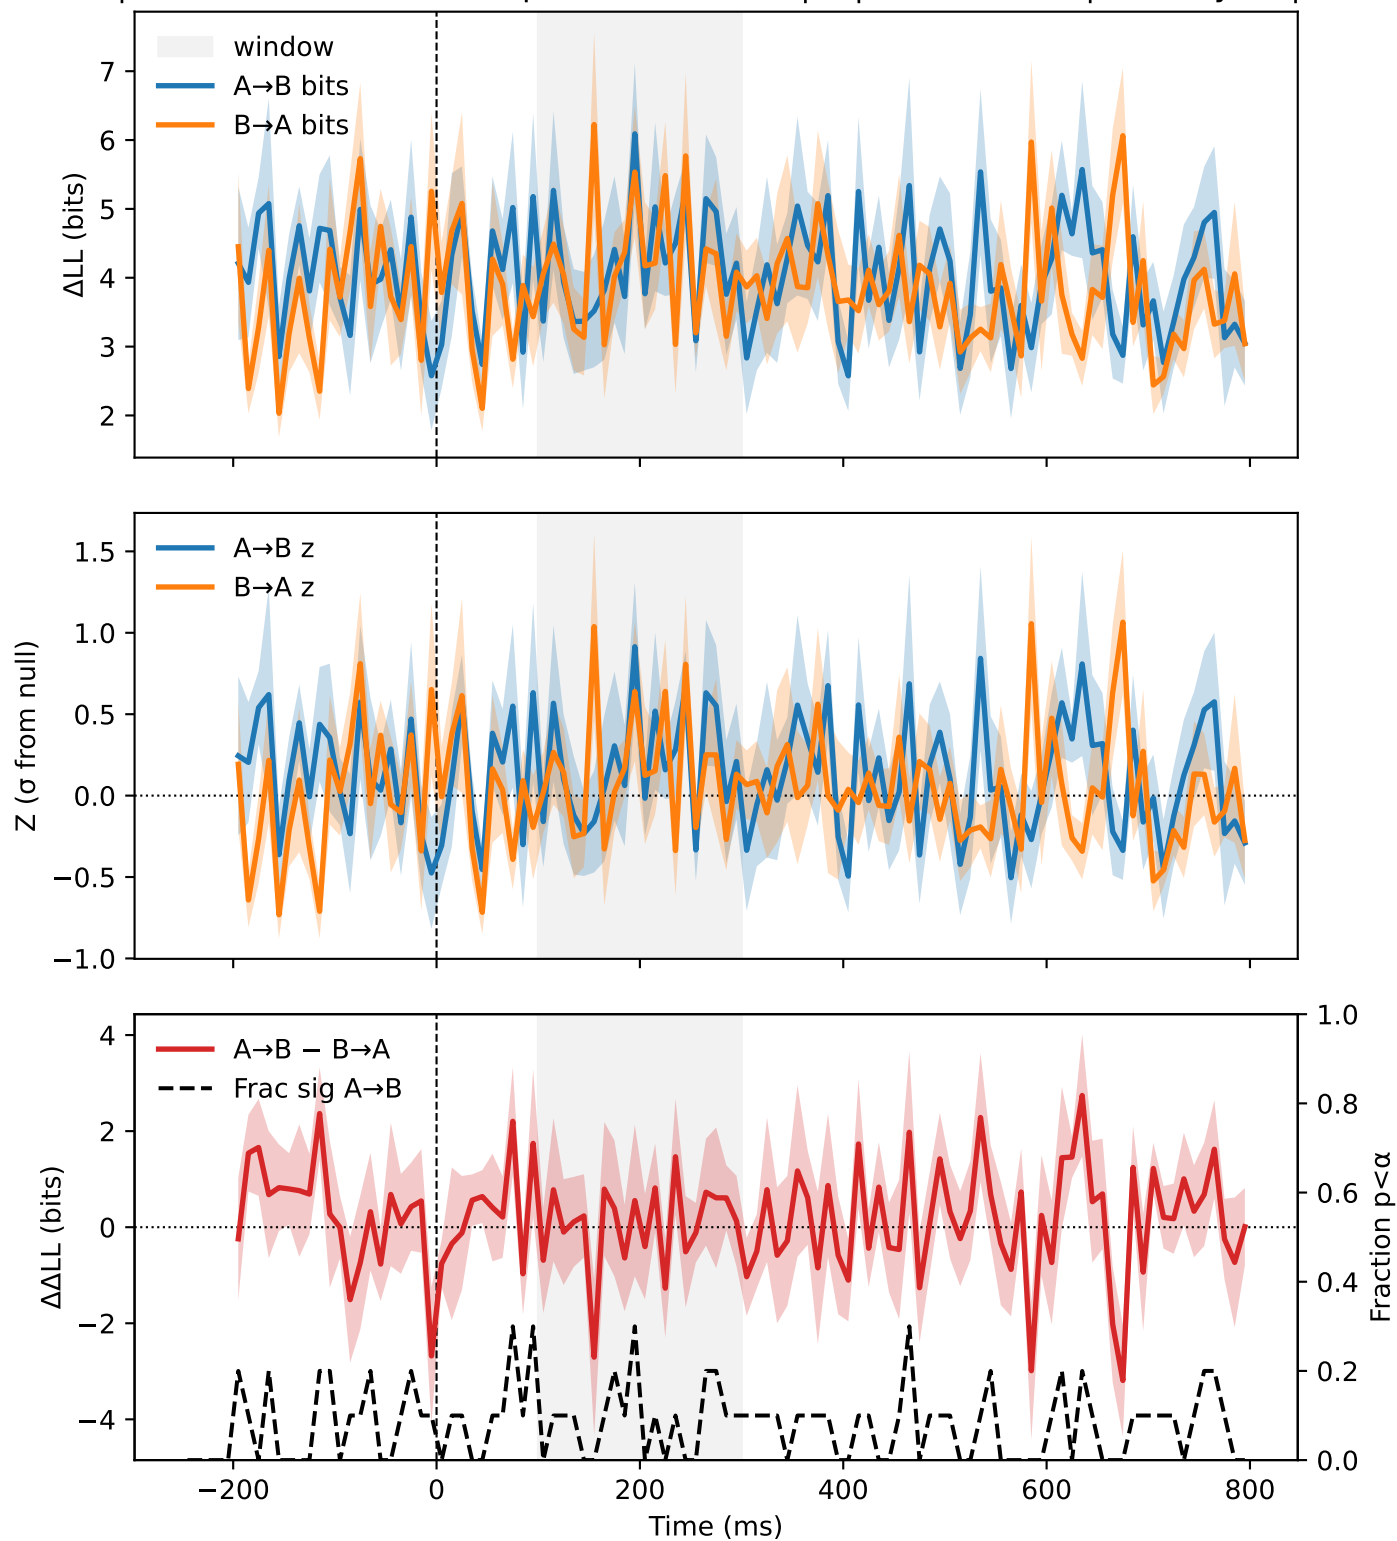 window
A→B bits
B→A bits
7
6
5
4
3
2
ΔLL (bits)
A→B z
B→A z
1.5
1.0
0.5
0.0
−0.5
−1.0
Z (σ from null)
A→B − B→A
Frac sig A→B
4
2
0
−2
−4
ΔΔLL (bits)
1.0
0.8
0.6
0.4
0.2
0.0
Fraction p<α
−200 0 200 400 600 800
Time (ms)